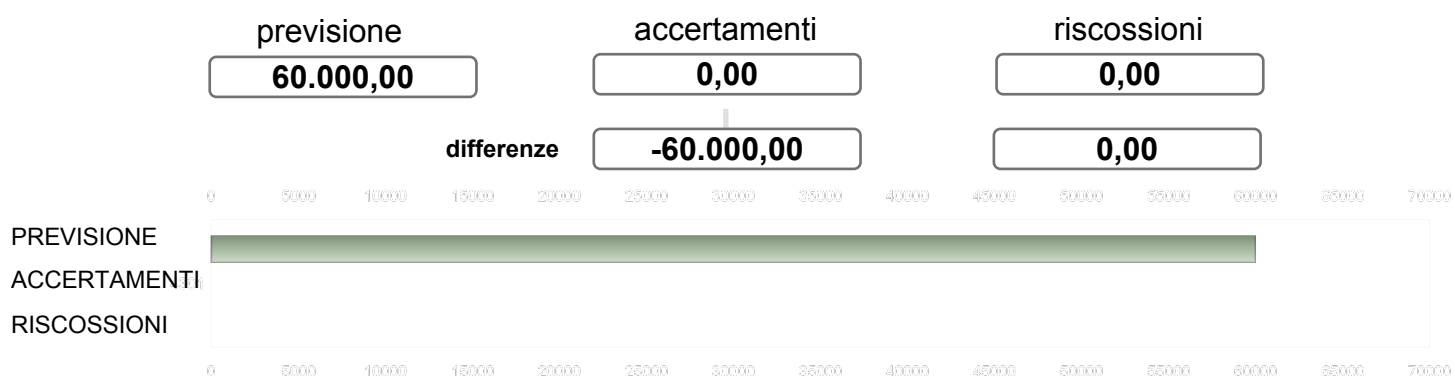 previsione accertamenti riscossioni
60.000,00 0,00 0,00
differenze -60.000,00 0,00
0 5000 10000 15000 20000 25000 30000 35000 40000 45000 50000 55000 60000 65000 70000
PREVISIONE
ACCERTAMENTI
RISCOSSIONI
0 5000 10000 15000 20000 25000 30000 35000 40000 45000 50000 55000 60000 65000 70000